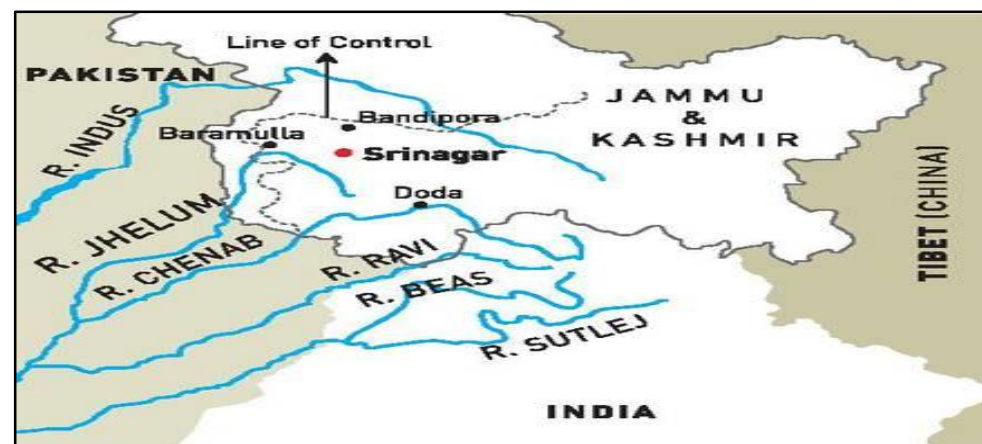 Line of Control
PAKISTAN
JAMMU
&
KASHMIR
R. INDUS
Bandipora
Baramulla
Srinagar
Doda
R. JHELUM
R. CHENAB
R. RAVI
R. BEAS
R. SUTLEJ
TIBET (CHINA)
INDIA